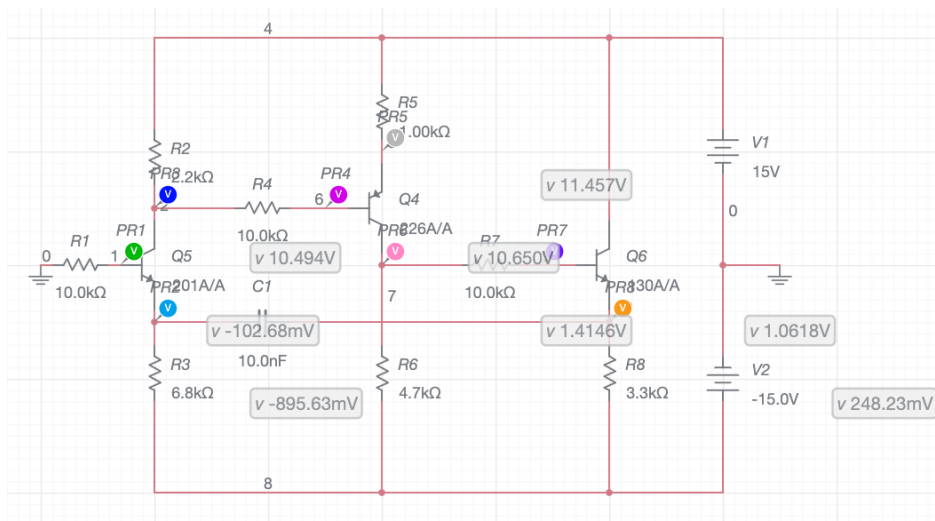 4
R5
PR5
1.00kΩ
R2
2.2kΩ
PR3
2
PR4
R4
6
10.0kΩ
Q4
226A/A
V1
15V
0
v 11.457V
v 10.494V
0
R1
PR1
1
10.0kΩ
Q5
201A/A
PR2
C1
10.0nF
R7
v 10.650V
PR7
10.0kΩ
Q6
130A/A
PR8
7
v -102.68mV
v 1.4146V
v 1.0618V
R3
6.8kΩ
R6
4.7kΩ
R8
3.3kΩ
V2
-15.0V
v -895.63mV
v 248.23mV
8
V
V
V
V
V
V
V